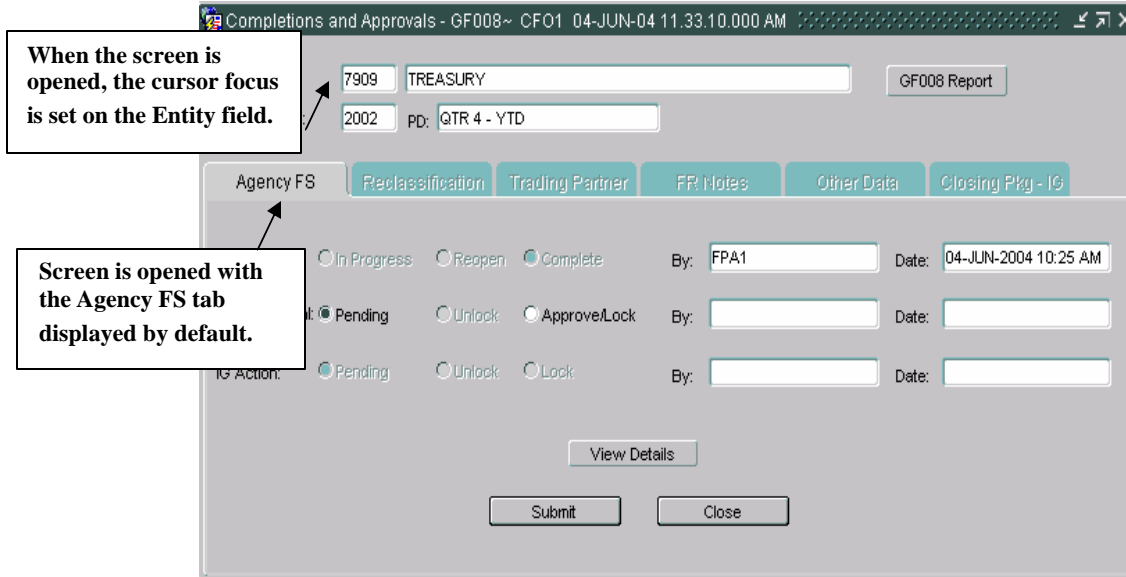 Completions and Approvals - GF008~ CFO1 04-JUN-04 11.33.10.000 AM
When the screen is
opened, the cursor focus
is set on the Entity field.
7909 TREASURY GF008 Report
: 2002 PD: QTR 4 - YTD
Agency FS Reclassification Trading Partner FR Notes Other Data Closing Pkg - IG
Screen is opened with
the Agency FS tab
displayed by default.
In Progress Reopen Complete By: FPA1 Date: 04-JUN-2004 10:25 AM
l: Pending Unlock Approve/Lock By: Date:
IG Action: Pending Unlock Lock By: Date:
View Details
Submit Close